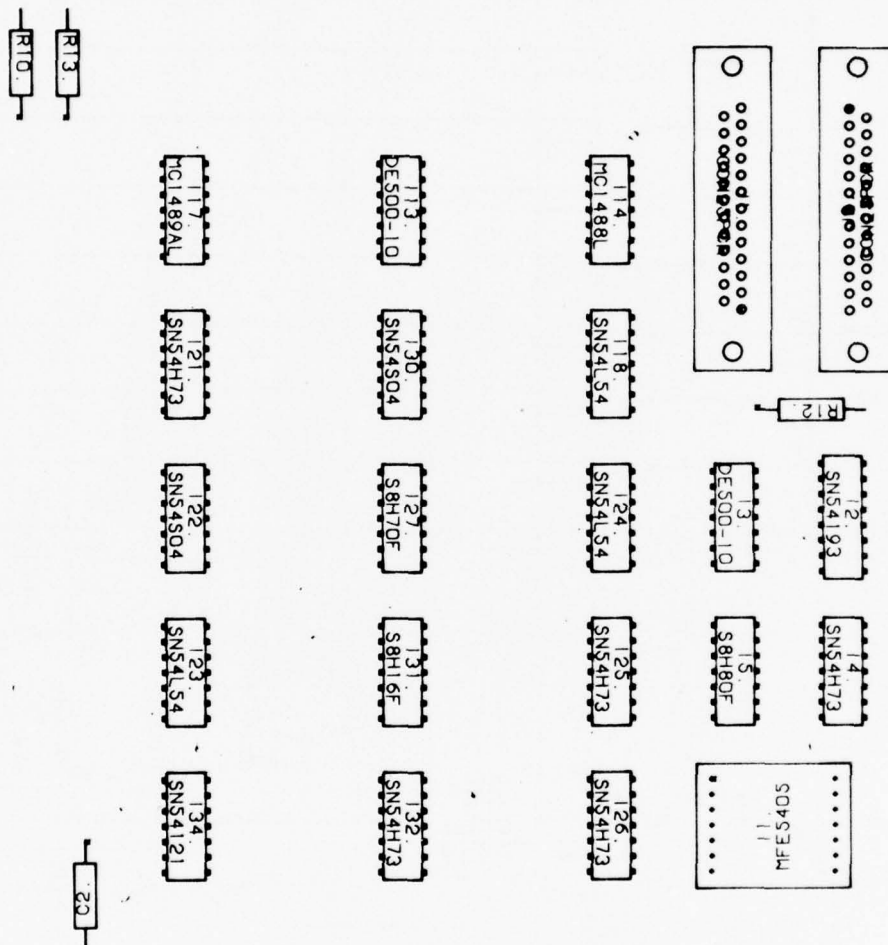 R10.
R13.
117.
MC1489AL
113.
DE500-10
114.
MC1488L
121.
SN54H73
130.
SN54S04
118.
SN54L54
R12.
122.
SN54S04
127.
S8H70F
124.
SN54L54
13.
DE500-10
12.
SN54193
123.
SN54L54
131.
S8H16F
125.
SN54H73
15.
S8H80F
14.
SN54H73
134.
SN54121
132.
SN54H73
126.
SN54H73
11.
MFE5405
C2.